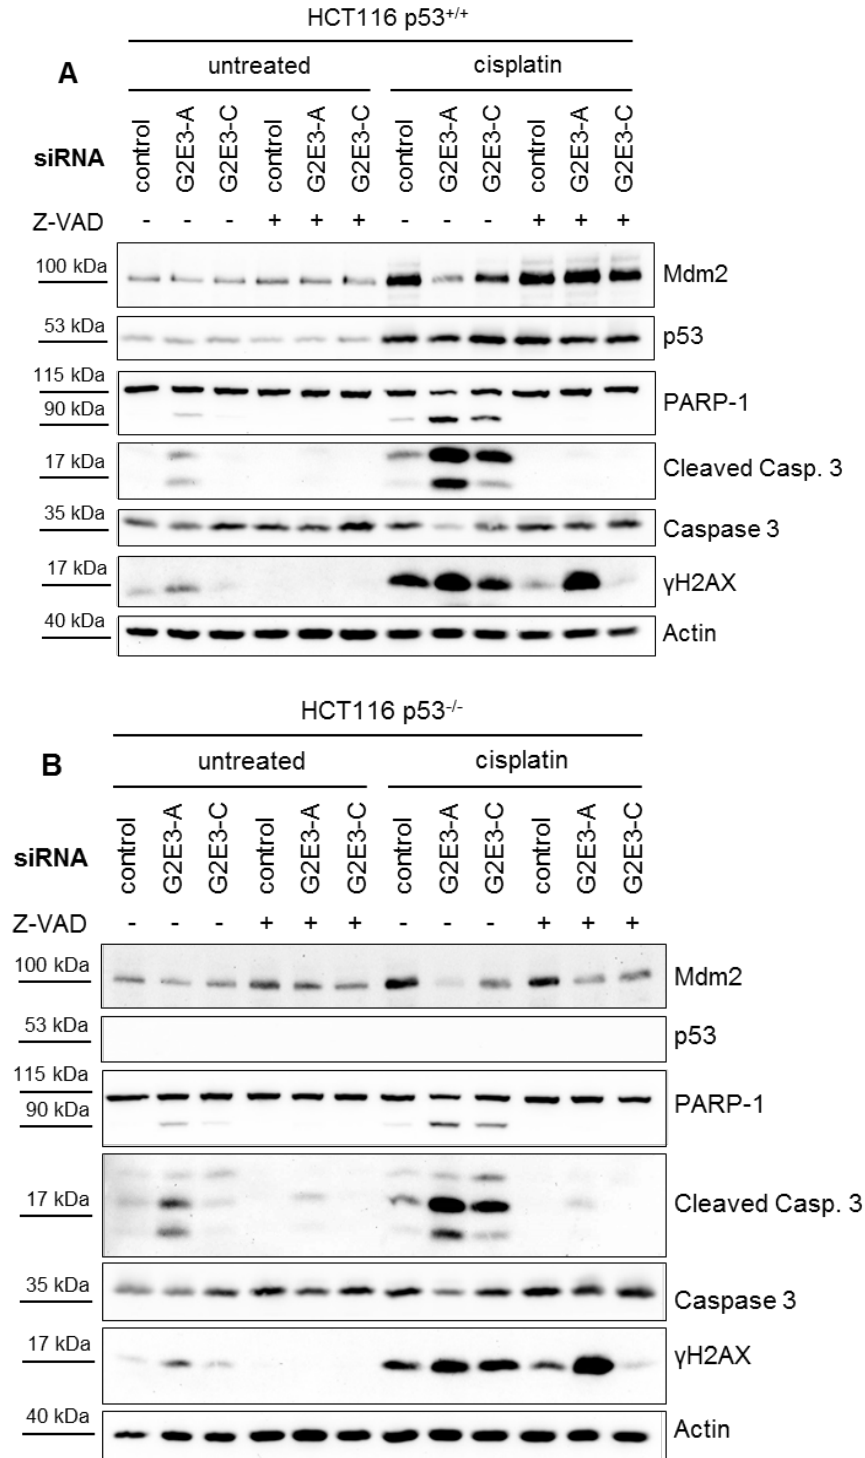 HCT116 p53+/+
A
untreated cisplatin
siRNA control G2E3-A G2E3-C control G2E3-A G2E3-C control G2E3-A G2E3-C control G2E3-A G2E3-C
Z-VAD - - - + + + - - - + + +
100 kDa Mdm2
53 kDa p53
115 kDa
90 kDa PARP-1
17 kDa Cleaved Casp. 3
35 kDa Caspase 3
17 kDa γH2AX
40 kDa Actin
HCT116 p53-/-
B
untreated cisplatin
siRNA control G2E3-A G2E3-C control G2E3-A G2E3-C control G2E3-A G2E3-C control G2E3-A G2E3-C
Z-VAD - - - + + + - - - + + +
100 kDa Mdm2
53 kDa p53
115 kDa
90 kDa PARP-1
17 kDa Cleaved Casp. 3
35 kDa Caspase 3
17 kDa γH2AX
40 kDa Actin